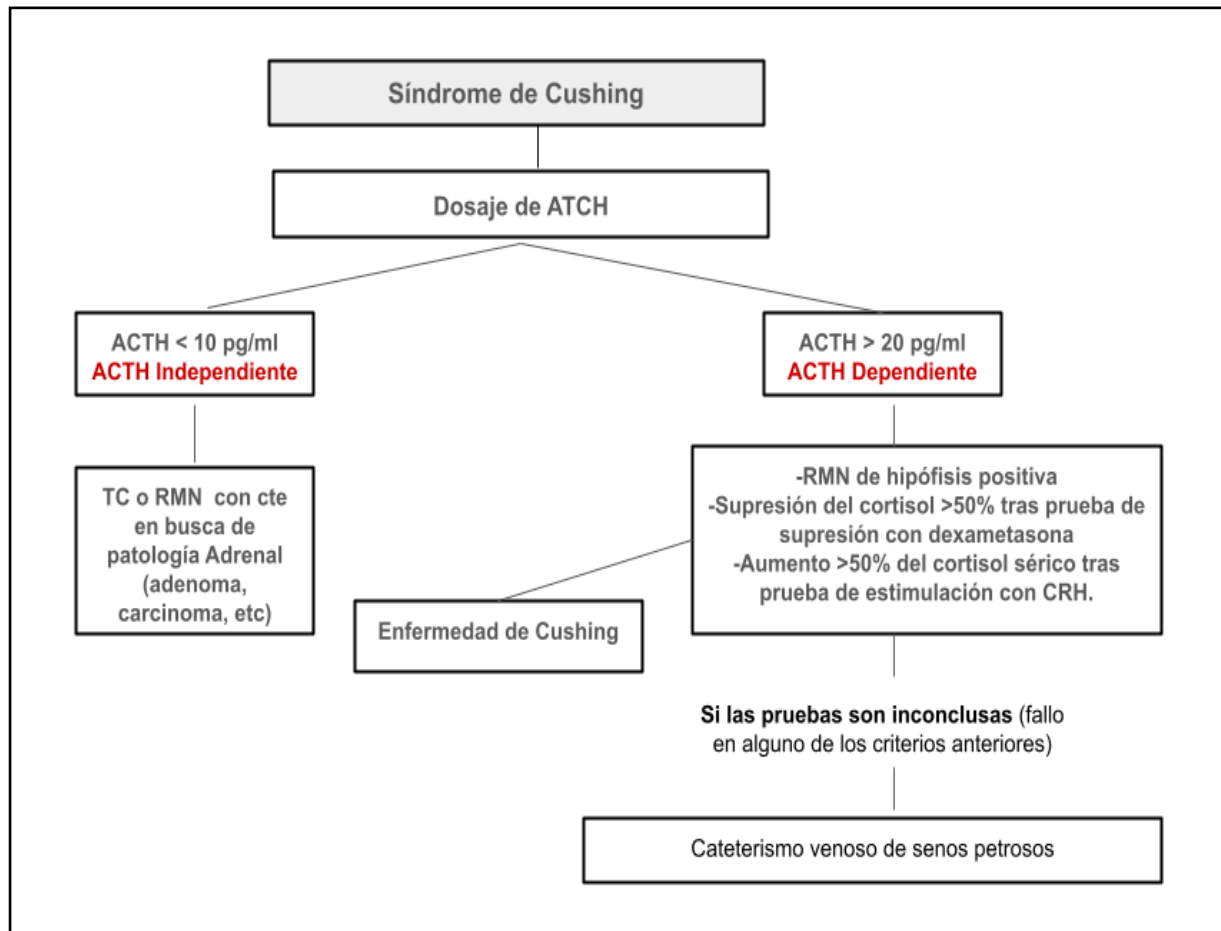 Síndrome de Cushing
Dosaje de ATCH
ACTH < 10 pg/ml
ACTH Independiente
ACTH > 20 pg/ml
ACTH Dependiente
TC o RMN con cte
en busca de
patología Adrenal
(adenoma,
carcinoma, etc)
-RMN de hipófisis positiva
-Supresión del cortisol >50% tras prueba de
supresión con dexametasona
-Aumento >50% del cortisol sérico tras
prueba de estimulación con CRH.
Enfermedad de Cushing
Si las pruebas son inconclusas (fallo
en alguno de los criterios anteriores)
Cateterismo venoso de senos petrosos